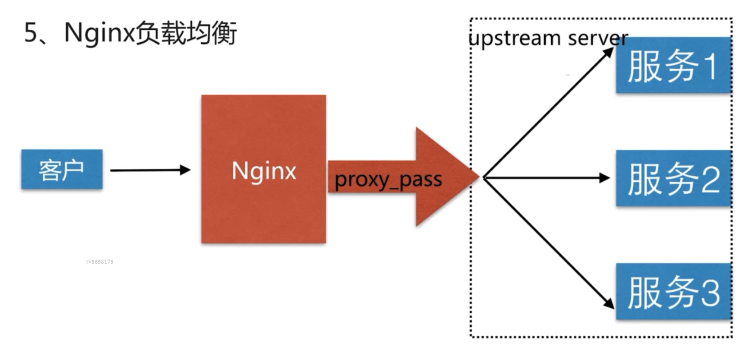 5、Nginx负载均衡
upstream server
服务1
客户
Nginx
proxy_pass
服务2
服务3